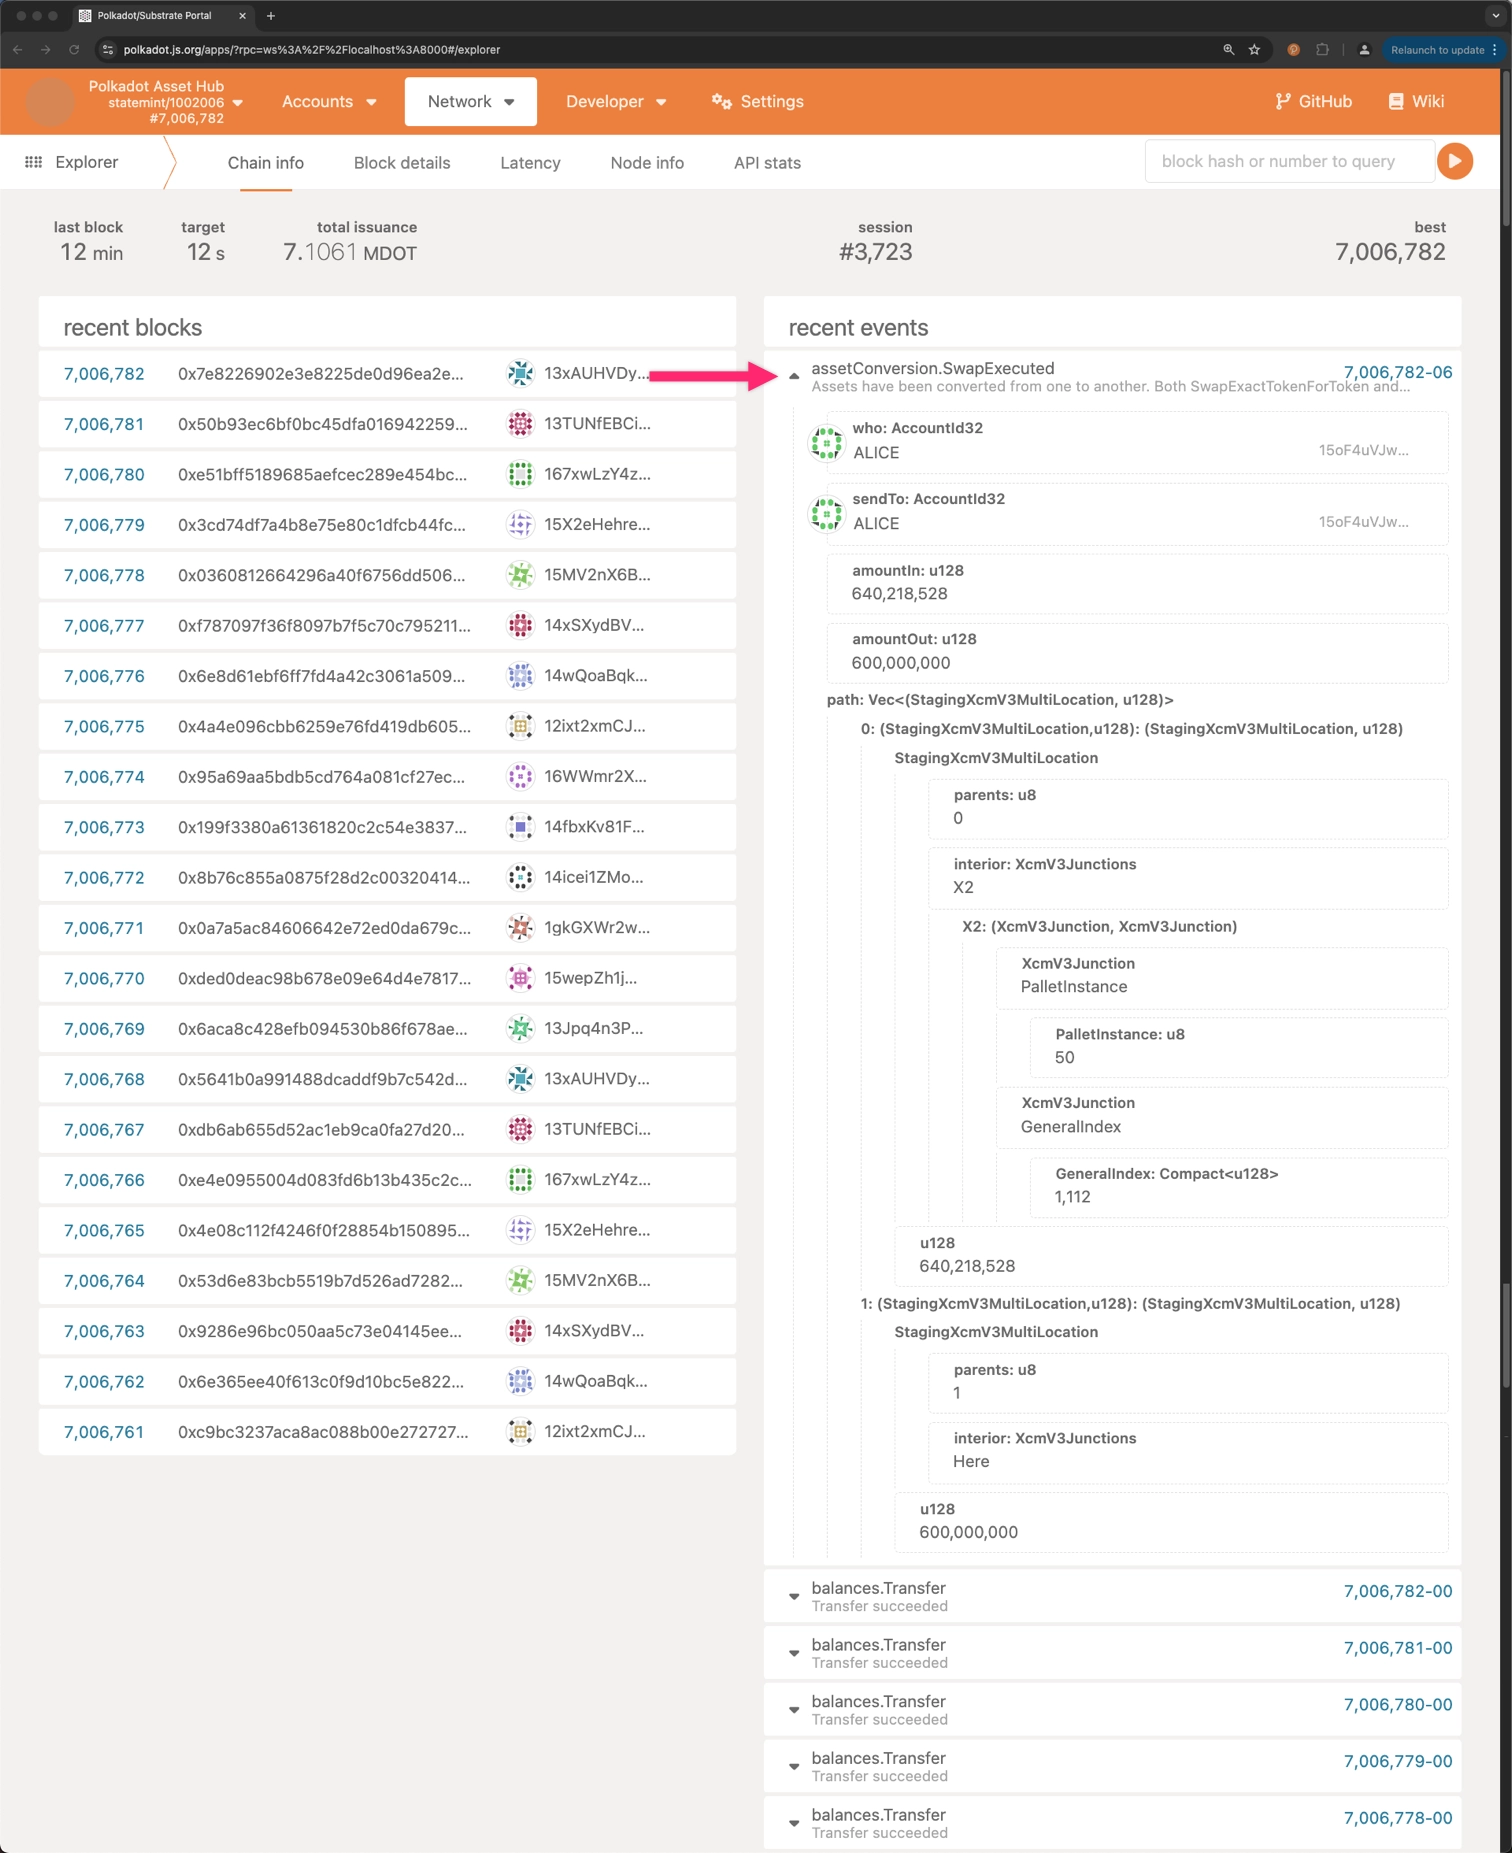 Polkadot/Substrate Portal
polkadot.js.org/apps/?rpc=ws%3A%2F%2Flocalhost%3A8000#/explorer
Relaunch to update
Polkadot Asset Hub
statemint/1002006
#7,006,782
Accounts
Network
Developer
Settings
GitHub
Wiki
Explorer
Chain info
Block details
Latency
Node info
API stats
block hash or number to query
last block
12 min
target
12 s
total issuance
7.1061 MDOT
session
#3,723
best
7,006,782
recent blocks
7,006,782 0x7e8226902e3e8225de0d96ea2e... 13xAUHVDy...
7,006,781 0x50b93ec6bf0bc45dfa016942259... 13TUNfEBCi...
7,006,780 0xe51bff5189685aefcec289e454bc... 167xwLzY4z...
7,006,779 0x3cd74df7a4b8e75e80c1dfcb44fc... 15X2eHehre...
7,006,778 0x0360812664296a40f6756dd506... 15MV2nX6B...
7,006,777 0xf787097f36f8097b7f5c70c795211... 14xSXydBV...
7,006,776 0x6e8d61ebf6ff7fd4a42c3061a509... 14wQoaBqk...
7,006,775 0x4a4e096cbb6259e76fd419db605... 12ixt2xmCJ...
7,006,774 0x95a69aa5bdb5cd764a081cf27ec... 16WWmr2X...
7,006,773 0x199f3380a61361820c2c54e3837... 14fbxKv81F...
7,006,772 0x8b76c855a0875f28d2c00320414... 14icei1ZMo...
7,006,771 0x0a7a5ac84606642e72ed0da679c... 1gkGXWr2w...
7,006,770 0xded0deac98b678e09e64d4e7817... 15wepZh1j...
7,006,769 0x6aca8c428efb094530b86f678ae... 13Jpq4n3P...
7,006,768 0x5641b0a991488dcaddf9b7c542d... 13xAUHVDy...
7,006,767 0xdb6ab655d52ac1eb9ca0fa27d20... 13TUNfEBCi...
7,006,766 0xe4e0955004d083fd6b13b435c2c... 167xwLzY4z...
7,006,765 0x4e08c112f4246f0f28854b150895... 15X2eHehre...
7,006,764 0x53d6e83bcb5519b7d526ad7282... 15MV2nX6B...
7,006,763 0x9286e96bc050aa5c73e04145ee... 14xSXydBV...
7,006,762 0x6e365ee40f613c0f9d10bc5e822... 14wQoaBqk...
7,006,761 0xc9bc3237aca8ac088b00e272727... 12ixt2xmCJ...
recent events
assetConversion.SwapExecuted 7,006,782-06
Assets have been converted from one to another. Both SwapExactTokenForToken and...
who: AccountId32
ALICE 15oF4uVJw...
sendTo: AccountId32
ALICE 15oF4uVJw...
amountIn: u128
640,218,528
amountOut: u128
600,000,000
path: Vec<(StagingXcmV3MultiLocation, u128)>
0: (StagingXcmV3MultiLocation,u128): (StagingXcmV3MultiLocation, u128)
StagingXcmV3MultiLocation
parents: u8
0
interior: XcmV3Junctions
X2
X2: (XcmV3Junction, XcmV3Junction)
XcmV3Junction
PalletInstance
PalletInstance: u8
50
XcmV3Junction
GeneralIndex
GeneralIndex: Compact<u128>
1,112
u128
640,218,528
1: (StagingXcmV3MultiLocation,u128): (StagingXcmV3MultiLocation, u128)
StagingXcmV3MultiLocation
parents: u8
1
interior: XcmV3Junctions
Here
u128
600,000,000
balances.Transfer 7,006,782-00
Transfer succeeded
balances.Transfer 7,006,781-00
Transfer succeeded
balances.Transfer 7,006,780-00
Transfer succeeded
balances.Transfer 7,006,779-00
Transfer succeeded
balances.Transfer 7,006,778-00
Transfer succeeded